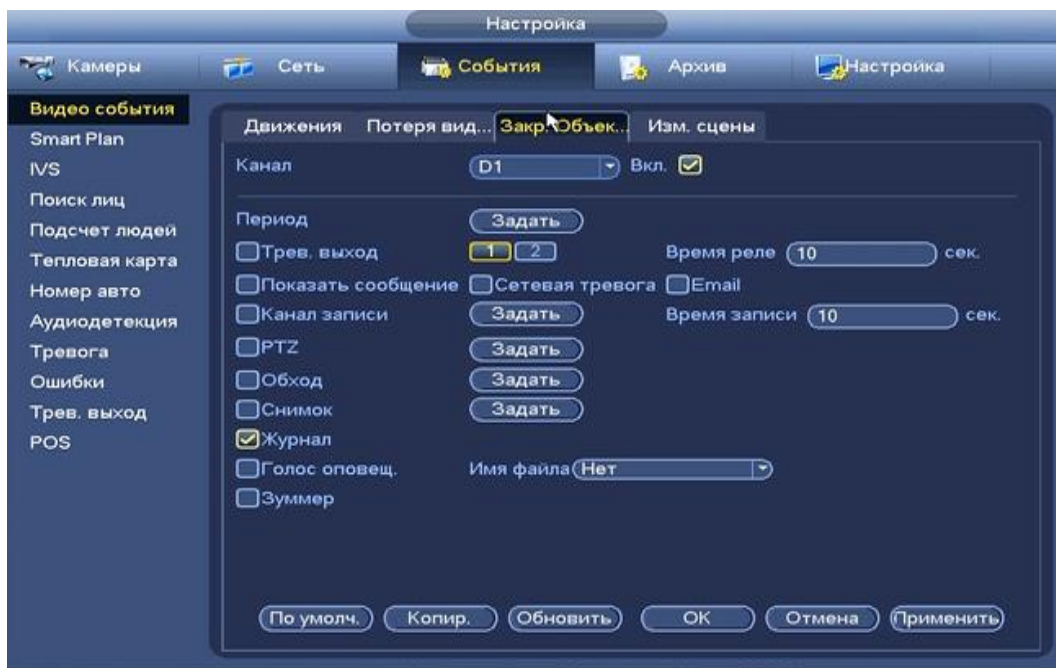 Настройка
Камеры Сеть События Архив Настройка
Видео события
Smart Plan
IVS
Поиск лиц
Подсчет людей
Тепловая карта
Номер авто
Аудиодетекция
Тревога
Ошибки
Трев. выход
POS
Движения Потеря вид... Закр. Объек... Изм. сцены
Канал D1 Вкл.
Период Задать
Трев. выход 1 2 Время реле 10 сек.
Показать сообщение Сетевая тревога Email
Канал записи Задать Время записи 10 сек.
PTZ Задать
Обход Задать
Снимок Задать
Журнал
Голос оповещ. Имя файла Нет
Зуммер
По умолч. Копир. Обновить OK Отмена Применить